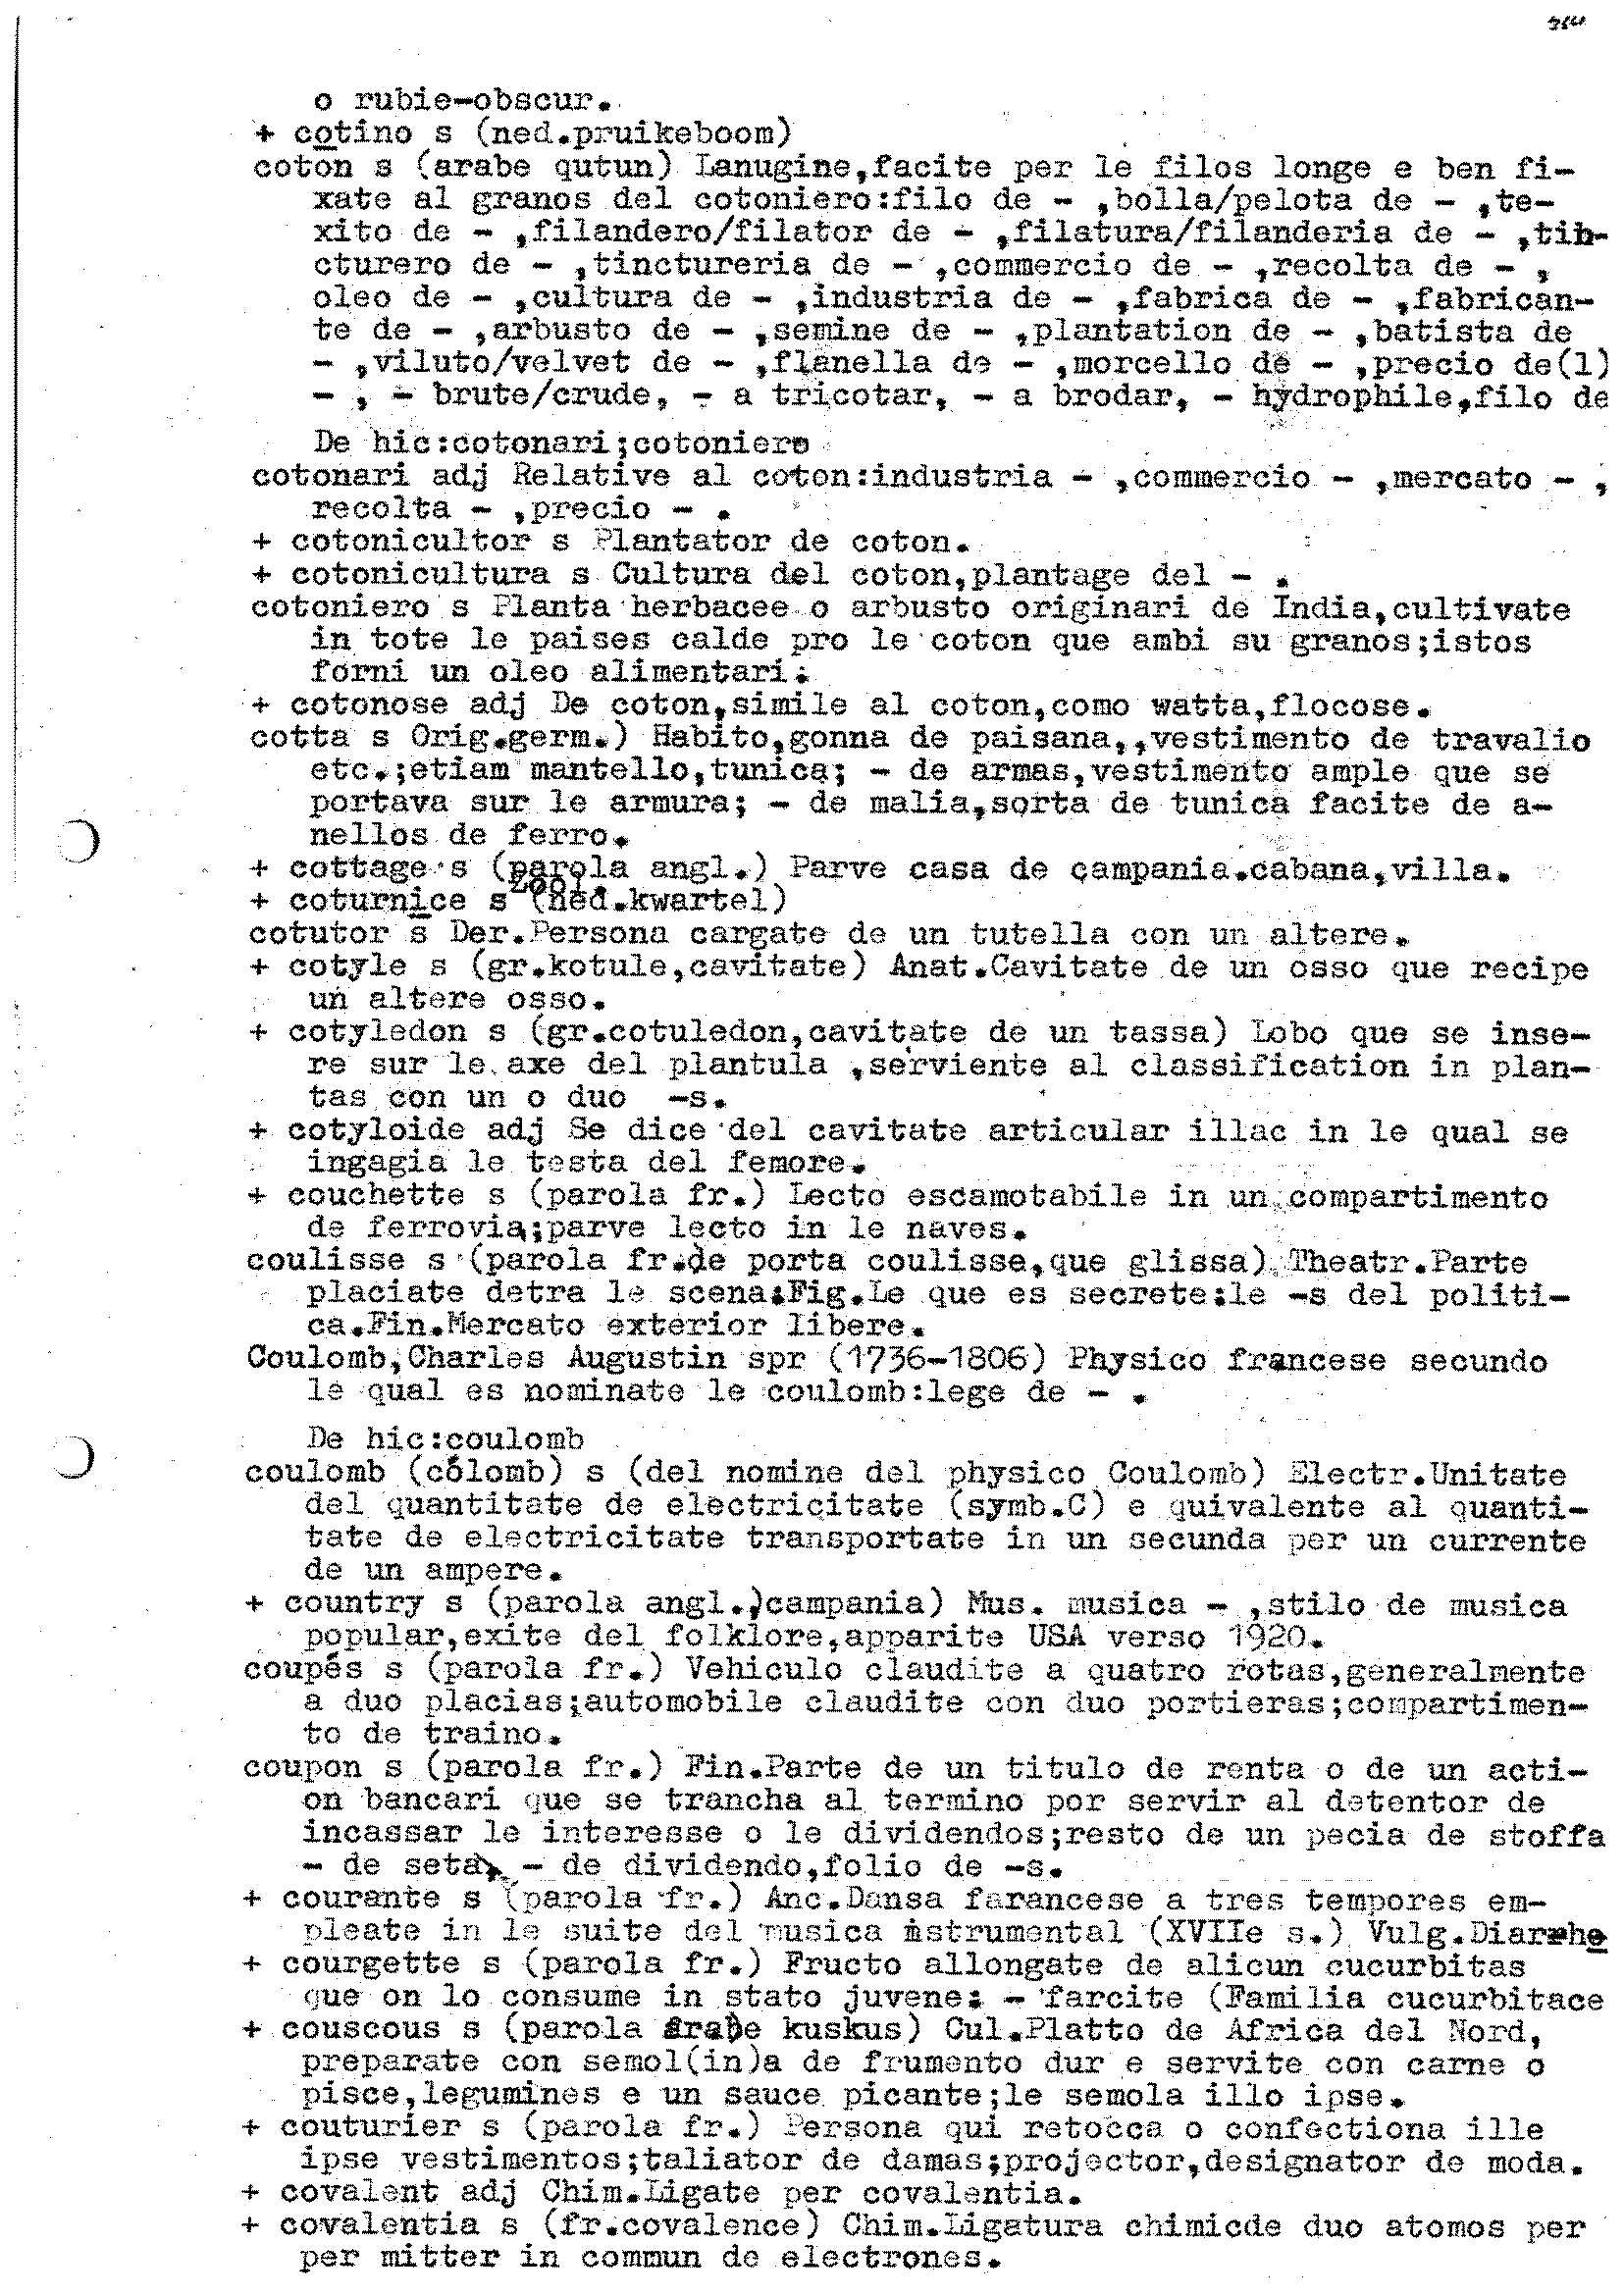 o rubie-obscur.
+ cotino s (ned.pruikeboom)
coton s (arabe qutun) Lanugine,facite per le filos longe e ben fi-
xate al granos del cotoniero:filo de - ,bolla/pelota de - ,te-
xito de - ,filandero/filator de - ,filatura/filanderia de - ,tin-
cturero de - ,tinctureria de - ,commercio de - ,recolta de - ,
oleo de - ,cultura de - ,industria de - ,fabrica de - ,fabrican-
te de - ,arbusto de - ,semine de - ,plantation de - ,batista de
- ,viluto/velvet de - ,flanella de - ,morcello de - ,precio de(l)
- , - brute/crude, - a tricotar, - a brodar, - hydrophile,filo de
De hic:cotonari;cotoniero
cotonari adj Relative al coton:industria - ,commercio - ,mercato - ,
recolta - ,precio - .
+ cotonicultor s Plantator de coton.
+ cotonicultura s Cultura del coton,plantage del - .
cotoniero s Planta herbacee o arbusto originari de India,cultivate
in tote le paises calde pro le coton que ambi su granos;istos
forni un oleo alimentari.
+ cotonose adj De coton,simile al coton,como watta,flocose.
cotta s Orig.germ.) Habito,gonna de paisana,,vestimento de travalio
etc.;etiam mantello,tunica; - de armas,vestimento ample que se
portava sur le armura; - de malia,sorta de tunica facite de a-
nellos de ferro.
+ cottage s (parola angl.) Parve casa de campania.cabana,villa.
+ coturnice s Zool. (ned.kwartel)
cotutor s Der.Persona cargate de un tutella con un altere.
+ cotyle s (gr.kotule,cavitate) Anat.Cavitate de un osso que recipe
un altere osso.
+ cotyledon s (gr.cotuledon,cavitate de un tassa) Lobo que se inse-
re sur le axe del plantula ,serviente al classification in plan-
tas con un o duo -s.
+ cotyloide adj Se dice del cavitate articular illac in le qual se
ingagia le testa del femore.
+ couchette s (parola fr.) Lecto escamotabile in un compartimento
de ferrovia;parve lecto in le naves.
coulisse s (parola fr.de porta coulisse,que glissa) Theatr.Parte
placiate detra le scena:Fig.Le que es secrete:le -s del politi-
ca.Fin.Mercato exterior libere.
Coulomb,Charles Augustin spr (1736-1806) Physico francese secundo
le qual es nominate le coulomb:lege de - .
De hic:coulomb
coulomb (cólomb) s (del nomine del physico Coulomb) Electr.Unitate
del quantitate de electricitate (symb.C) e quivalente al quanti-
tate de electricitate transportate in un secunda per un currente
de un ampere.
+ country s (parola angl.,campania) Mus. musica - ,stilo de musica
popular,exite del folklore,apparite USA verso 1920.
coupés s (parola fr.) Vehiculo claudite a quatro rotas,generalmente
a duo placias;automobile claudite con duo portieras;compartimen-
to de traino.
coupon s (parola fr.) Fin.Parte de un titulo de renta o de un acti-
on bancari que se trancha al termino por servir al detentor de
incassar le interesse o le dividendos;resto de un pecia de stoffa
- de seta, - de dividendo,folio de -s.
+ courante s (parola fr.) Anc.Dansa farancese a tres tempores em-
pleate in le suite del musica instrumental (XVIIe s.) Vulg.Diarrhe
+ courgette s (parola fr.) Fructo allongate de alicun cucurbitas
que on lo consume in stato juvene: - farcite (Familia cucurbitace
+ couscous s (parola arabe kuskus) Cul.Platto de Africa del Nord,
preparate con semol(in)a de frumento dur e servite con carne o
pisce,legumines e un sauce picante;le semola illo ipse.
+ couturier s (parola fr.) Persona qui retocca o confectiona ille
ipse vestimentos;taliator de damas;projector,designator de moda.
+ covalent adj Chim.Ligate per covalentia.
+ covalentia s (fr.covalence) Chim.Ligatura chimicde duo atomos per
per mitter in commun de electrones.